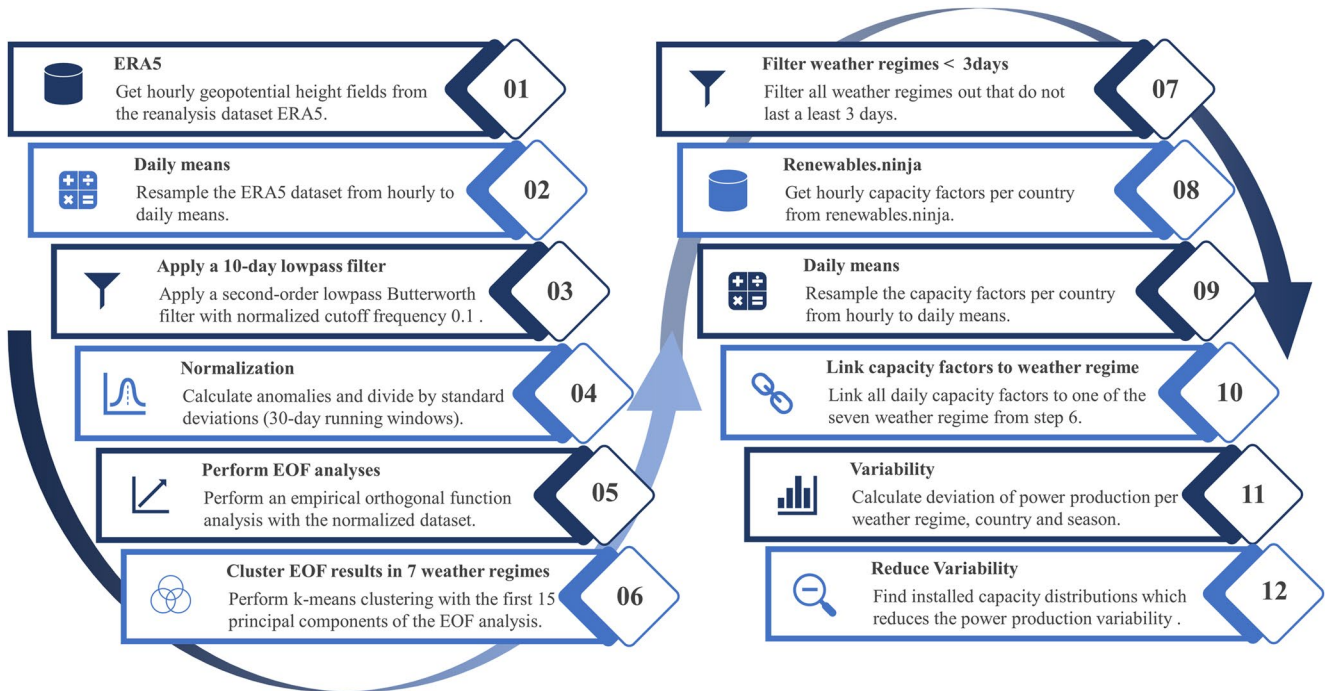 ERA5
Get hourly geopotential height fields from
the reanalysis dataset ERA5.
01
Daily means
Resample the ERA5 dataset from hourly to
daily means.
02
Apply a 10-day lowpass filter
Apply a second-order lowpass Butterworth
filter with normalized cutoff frequency 0.1 .
03
Normalization
Calculate anomalies and divide by standard
deviations (30-day running windows).
04
Perform EOF analyses
Perform an empirical orthogonal function
analysis with the normalized dataset.
05
Cluster EOF results in 7 weather regimes
Perform k-means clustering with the first 15
principal components of the EOF analysis.
06
Filter weather regimes < 3days
Filter all weather regimes out that do not
last a least 3 days.
07
Renewables.ninja
Get hourly capacity factors per country
from renewables.ninja.
08
Daily means
Resample the capacity factors per country
from hourly to daily means.
09
Link capacity factors to weather regime
Link all daily capacity factors to one of the
seven weather regime from step 6.
10
Variability
Calculate deviation of power production per
weather regime, country and season.
11
Reduce Variability
Find installed capacity distributions which
reduces the power production variability .
12